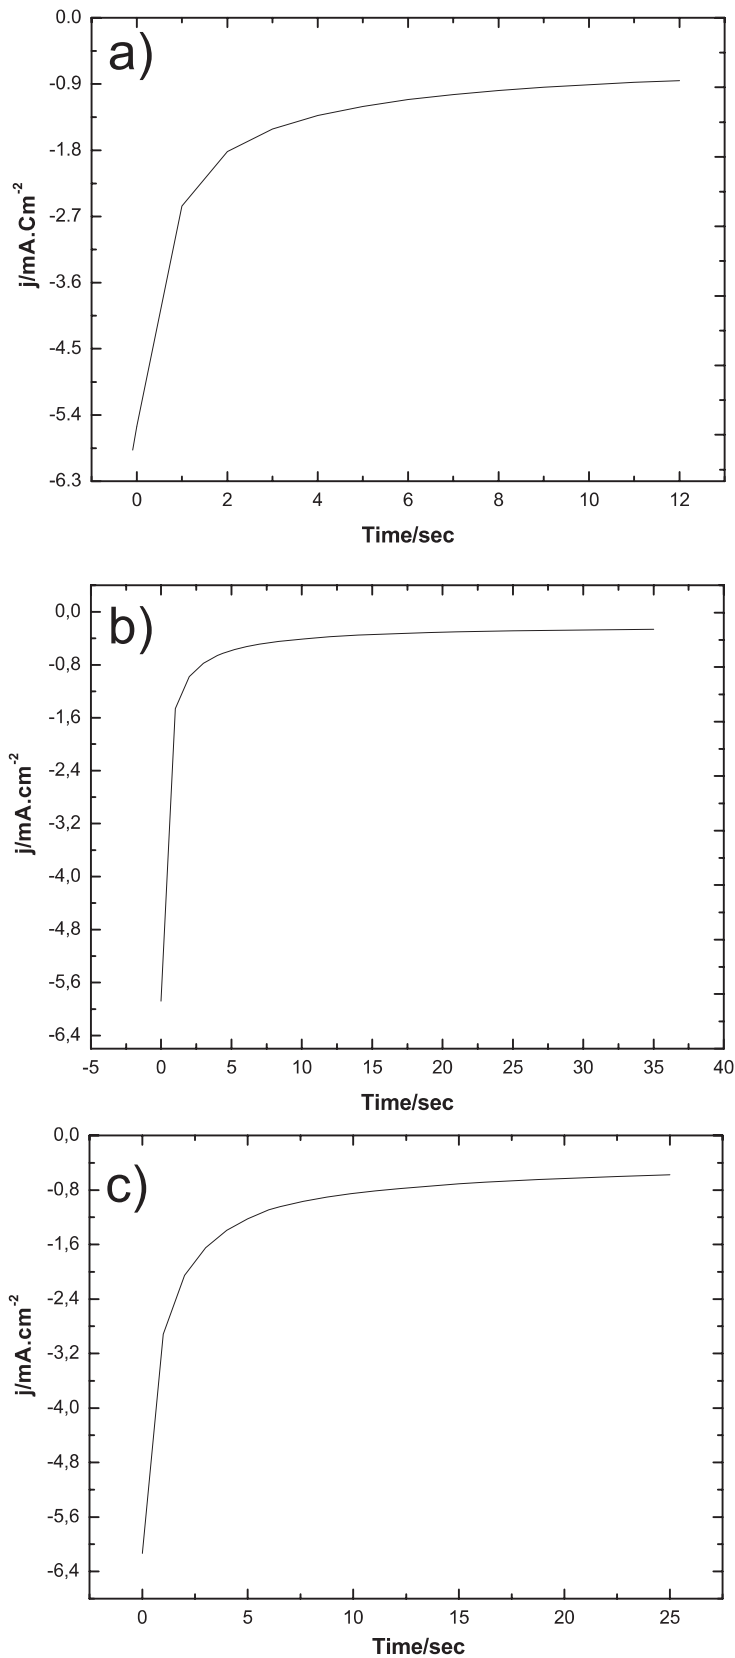 a)
0.0
-0.9
-1.8
-2.7
-3.6
-4.5
-5.4
-6.3
j/mA.Cm-2
0 2 4 6 8 10 12
Time/sec
b)
0,0
-0,8
-1,6
-2,4
-3,2
-4,0
-4,8
-5,6
-6,4
j/mA.cm-2
-5 0 5 10 15 20 25 30 35 40
Time/sec
c)
0,0
-0,8
-1,6
-2,4
-3,2
-4,0
-4,8
-5,6
-6,4
j/mA.cm-2
0 5 10 15 20 25
Time/sec